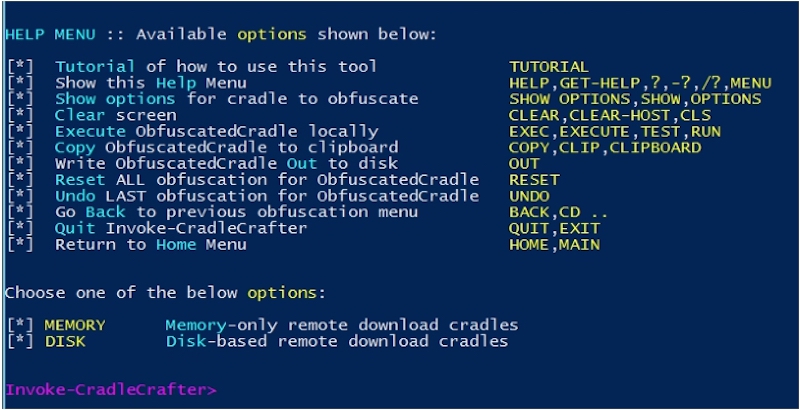 HELP MENU :: Available options shown below:
[*] Tutorial of how to use this tool TUTORIAL
[*] Show this Help Menu HELP,GET-HELP,?,-?,/?,MENU
[*] Show options for cradle to obfuscate SHOW OPTIONS,SHOW,OPTIONS
[*] Clear screen CLEAR,CLEAR-HOST,CLS
[*] Execute ObfuscatedCradle locally EXEC,EXECUTE,TEST,RUN
[*] Copy ObfuscatedCradle to clipboard COPY,CLIP,CLIPBOARD
[*] Write ObfuscatedCradle Out to disk OUT
[*] Reset ALL obfuscation for ObfuscatedCradle RESET
[*] Undo LAST obfuscation for ObfuscatedCradle UNDO
[*] Go Back to previous obfuscation menu BACK,CD ..
[*] Quit Invoke-CradleCrafter QUIT,EXIT
[*] Return to Home Menu HOME,MAIN
Choose one of the below options:
[*] MEMORY Memory-only remote download cradles
[*] DISK Disk-based remote download cradles
Invoke-CradleCrafter>